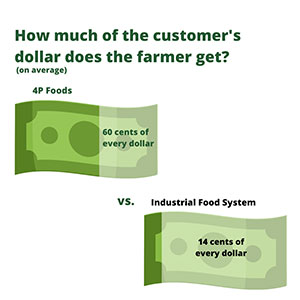 How much of the customer's
dollar does the farmer get?
(on average)
4P Foods
60 cents of
every dollar
vs. Industrial Food System
14 cents of
every dollar